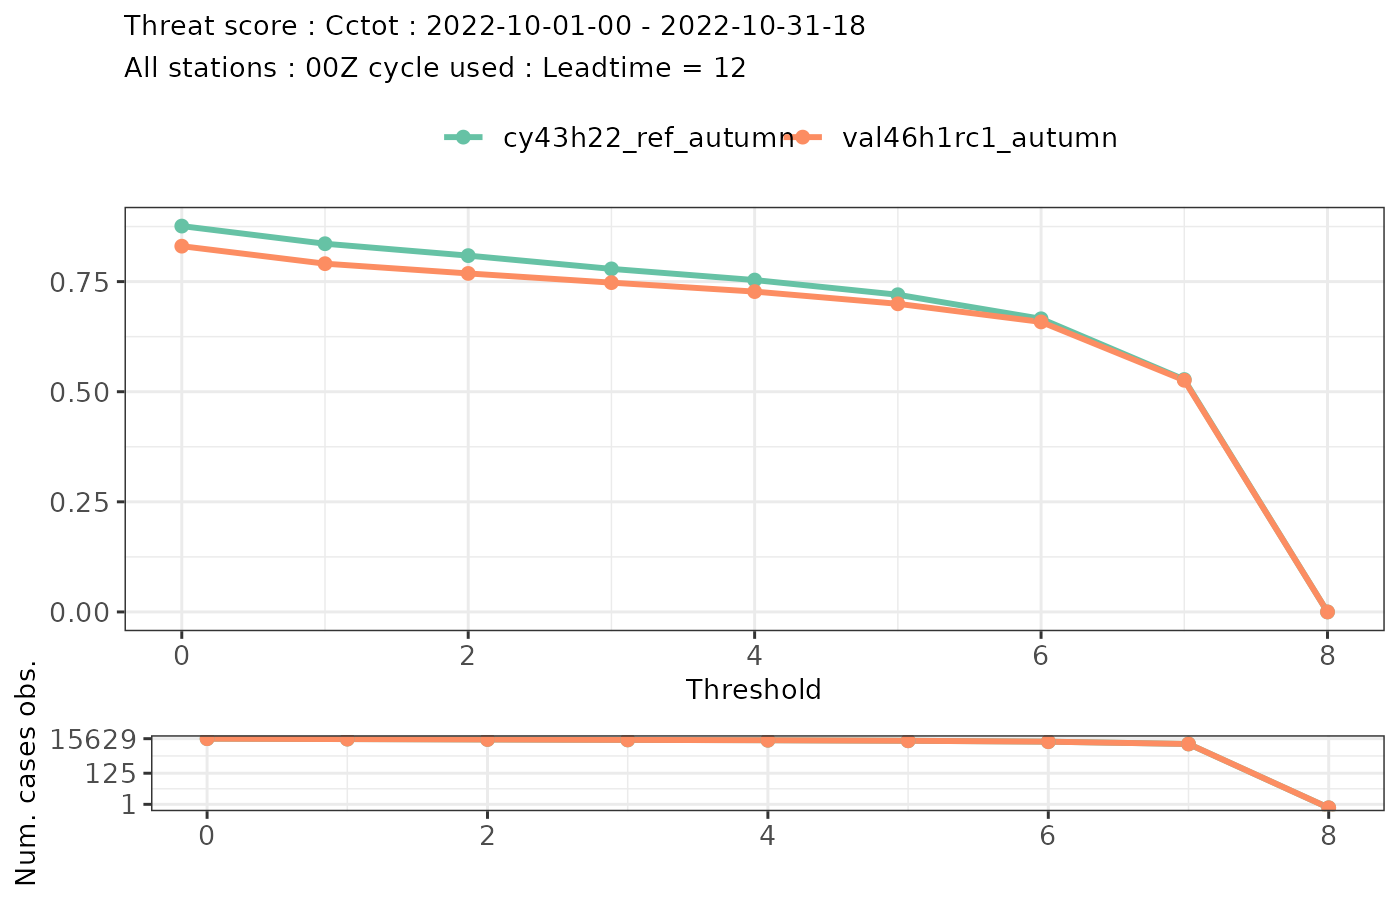 Threat score : Cctot : 2022-10-01-00 - 2022-10-31-18
All stations : 00Z cycle used : Leadtime = 12
cy43h22_ref_autumn val46h1rc1_autumn
0.75
0.50
0.25
0.00
0 2 4 6 8
Threshold
Num. cases obs.
15629
125
1
0 2 4 6 8